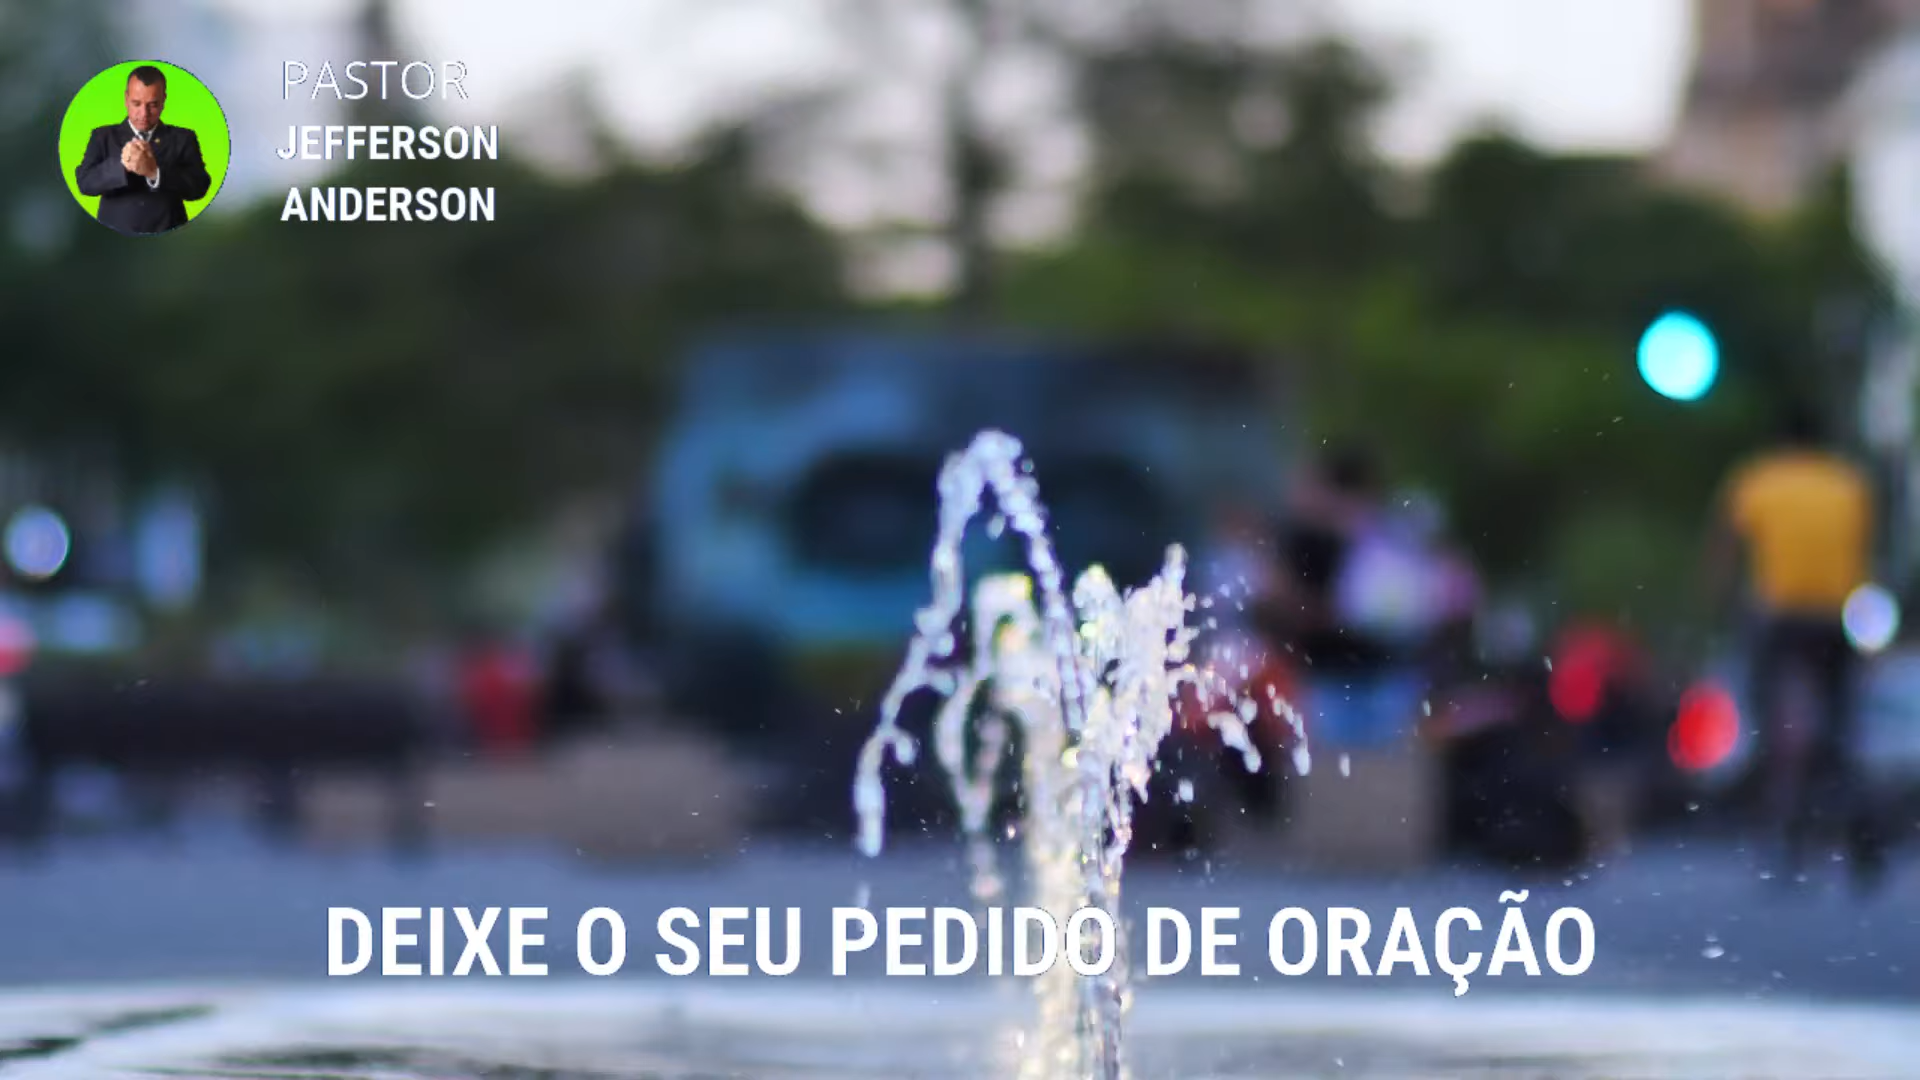 PASTOR
JEFFERSON
ANDERSON
DEIXE O SEU PEDIDO DE ORAÇÃO